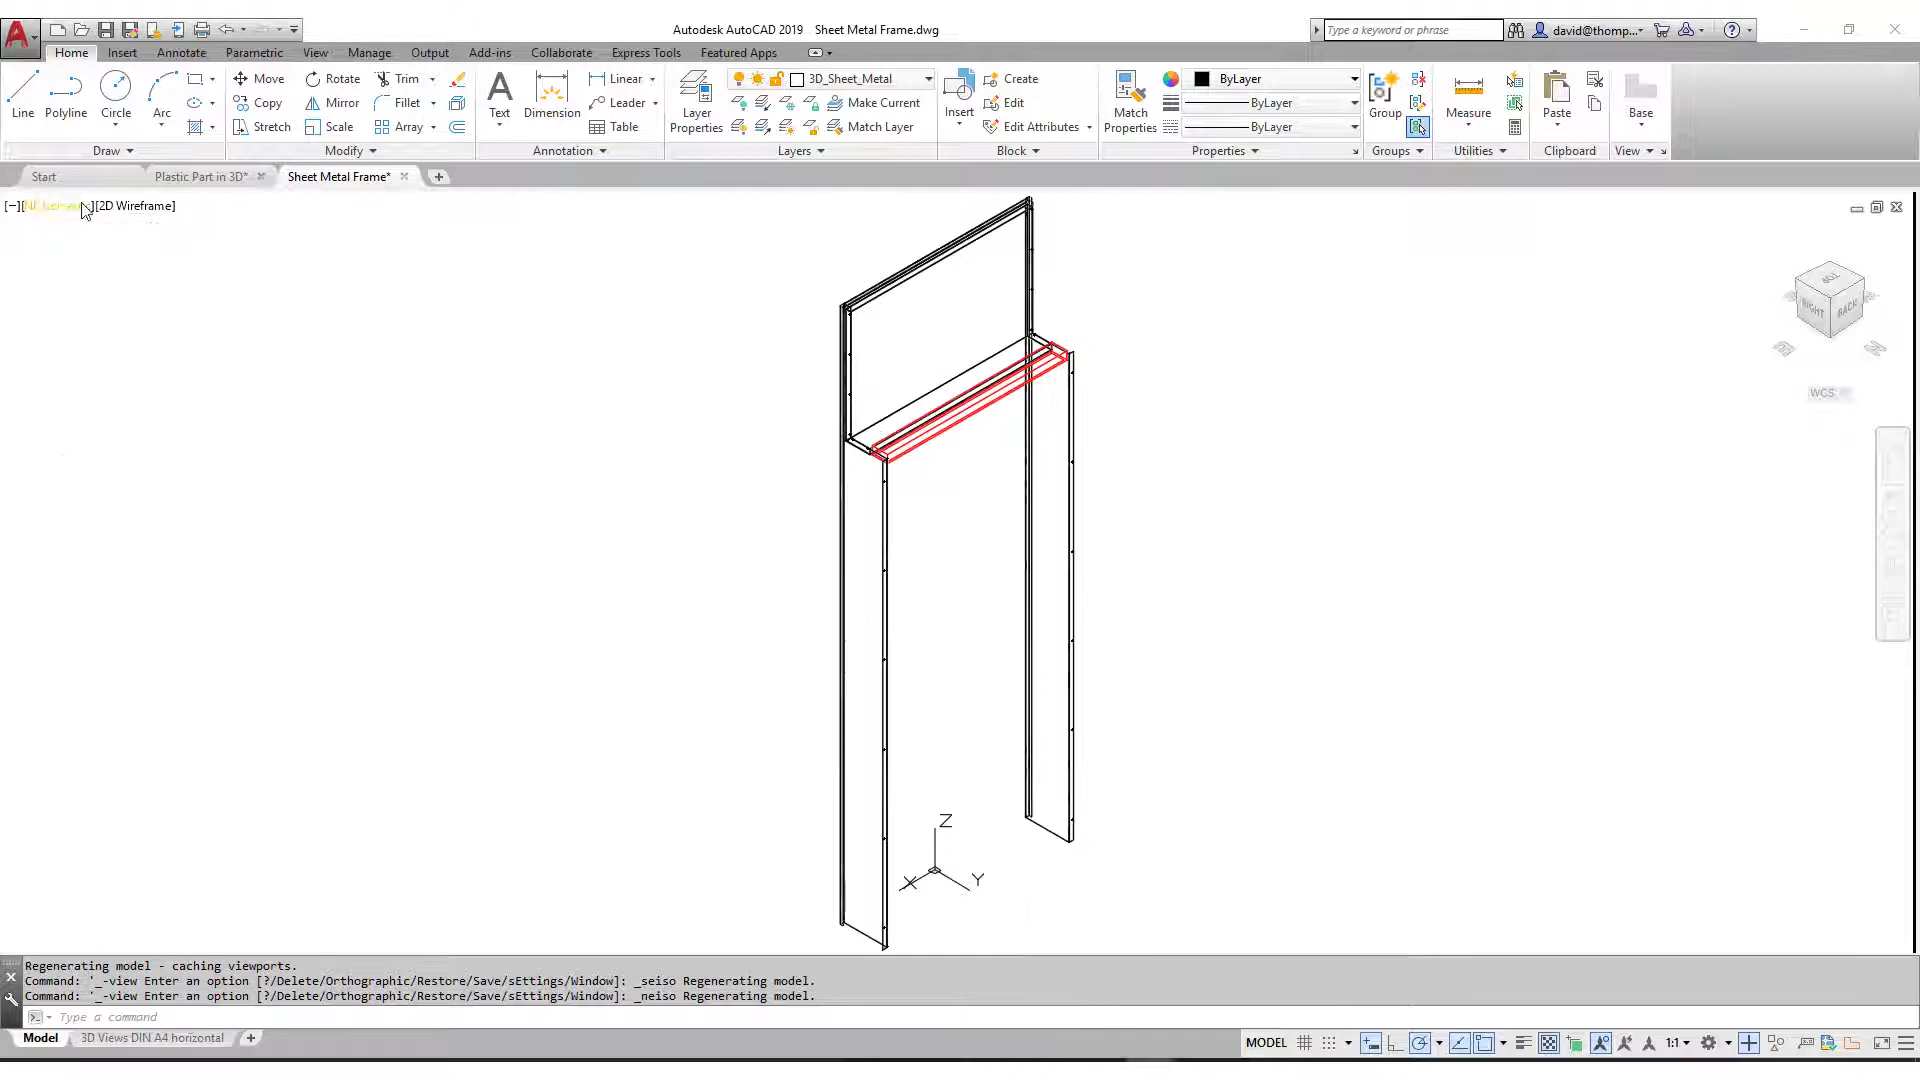 Autodesk AutoCAD 2019 Sheet Metal Frame.dwg
Type a keyword or phrase
david@thomp...
Home Insert Annotate Parametric View Manage Output Add-ins Collaborate Express Tools Featured Apps
Line Polyline Circle Arc
Move Rotate Trim
Copy Mirror Fillet
Stretch Scale Array
Text Dimension
Linear
Leader
Table
Layer Properties
3D_Sheet_Metal
Make Current
Match Layer
Insert
Create
Edit
Edit Attributes
Match Properties
ByLayer
ByLayer
ByLayer
Group
Measure
Paste
Base
Draw Modify Annotation Layers Block Properties Groups Utilities Clipboard View
Start Plastic Part in 3D* Sheet Metal Frame*
[2D Wireframe]
TOP
RIGHT BACK
WCS
Z
X Y
Regenerating model - caching viewports.
Command: '_-view Enter an option [?/Delete/Orthographic/Restore/Save/sEttings/Window]: _seiso Regenerating model.
Command: '_-view Enter an option [?/Delete/Orthographic/Restore/Save/sEttings/Window]: _neiso Regenerating model.
Type a command
Model 3D Views DIN A4 horizontal
MODEL 1:1